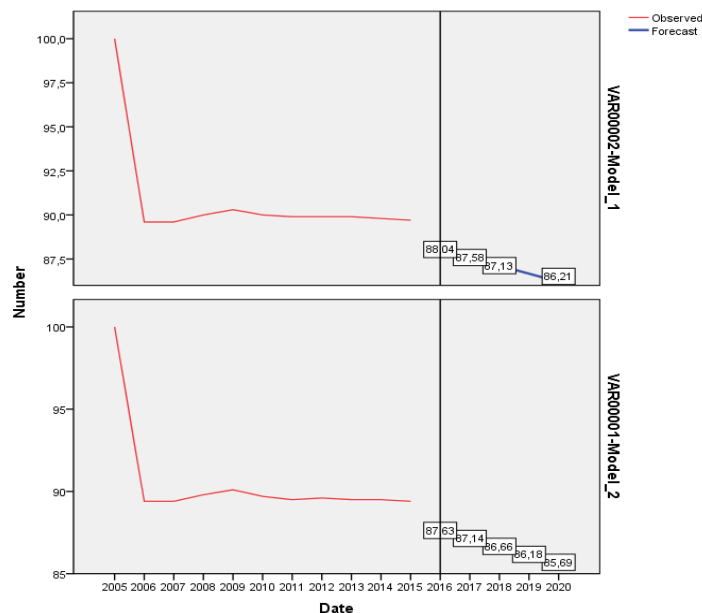 Observed
Forecast
100,0
97,5
95,0
92,5
90,0
87,5
88,04
87,58
87,13
86,21
VAR00002-Model_1
Number
100
95
90
85
87,63
87,14
86,66
86,18
85,69
VAR00001-Model_2
2005 2006 2007 2008 2009 2010 2011 2012 2013 2014 2015 2016 2017 2018 2019 2020
Date